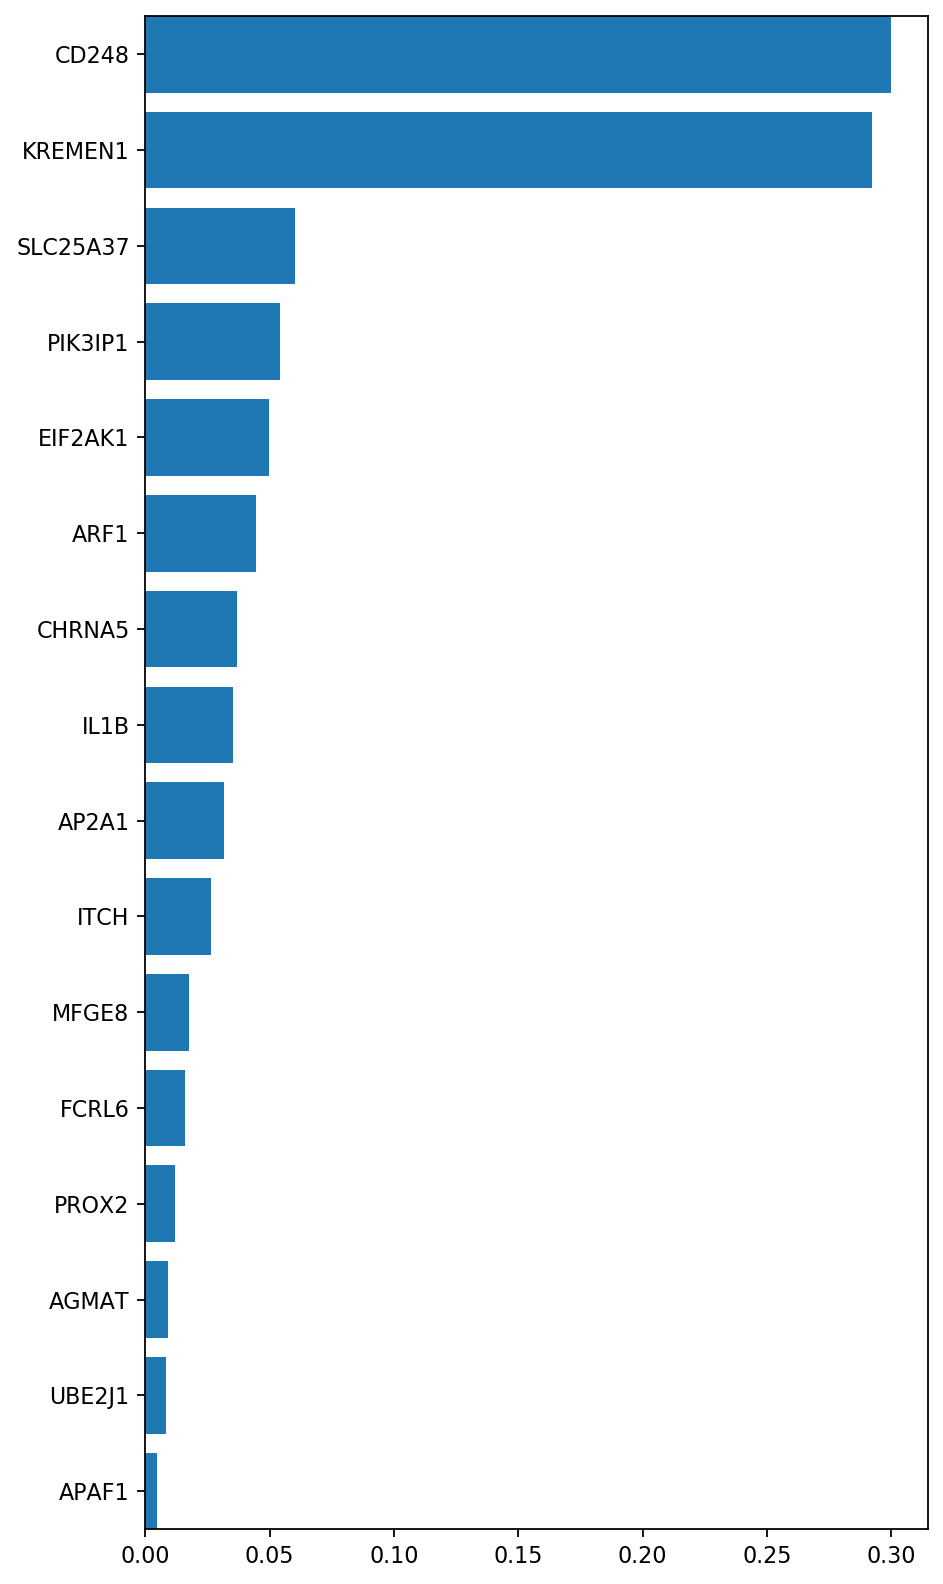 CD248
KREMEN1
SLC25A37
PIK3IP1
EIF2AK1
ARF1
CHRNA5
IL1B
AP2A1
ITCH
MFGE8
FCRL6
PROX2
AGMAT
UBE2J1
APAF1
0.00 0.05 0.10 0.15 0.20 0.25 0.30